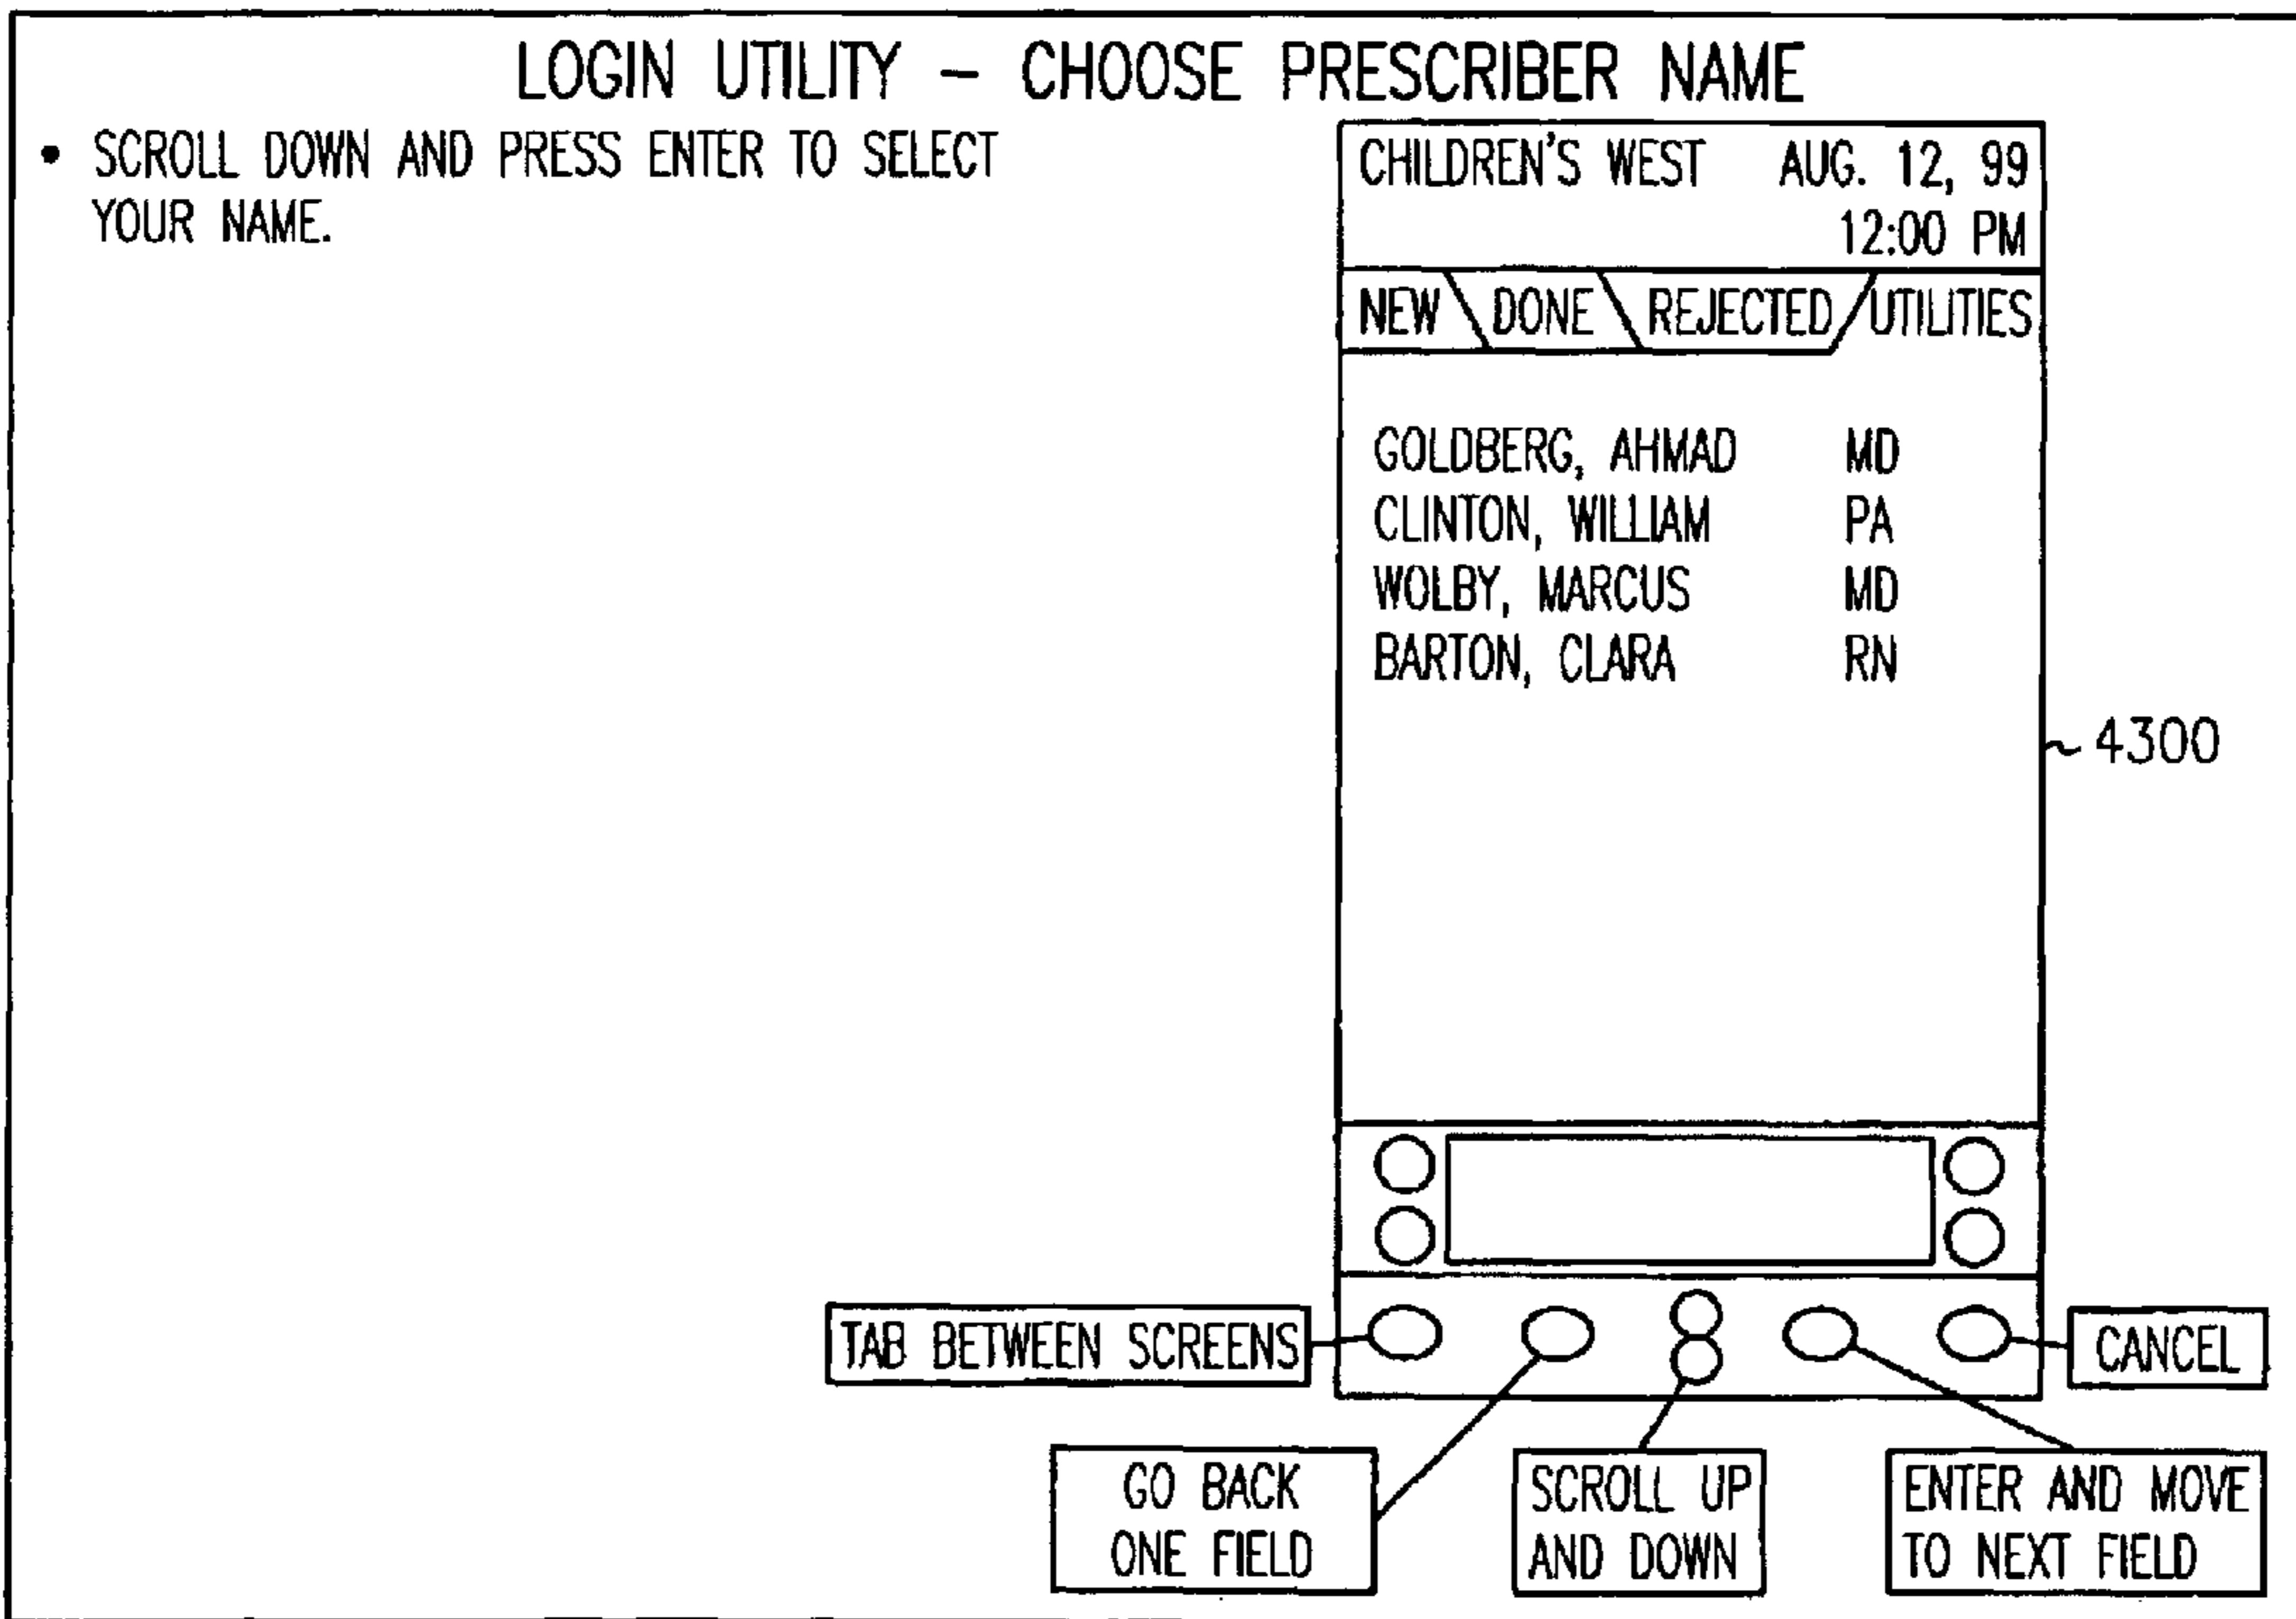 LOGIN UTILITY – CHOOSE PRESCRIBER NAME
• SCROLL DOWN AND PRESS ENTER TO SELECT
YOUR NAME.
CHILDREN'S WEST AUG. 12, 99
12:00 PM
NEW DONE REJECTED UTILITIES
GOLDBERG, AHMAD MD
CLINTON, WILLIAM PA
WOLBY, MARCUS MD
BARTON, CLARA RN
4300
TAB BETWEEN SCREENS
CANCEL
GO BACK
ONE FIELD
SCROLL UP
AND DOWN
ENTER AND MOVE
TO NEXT FIELD